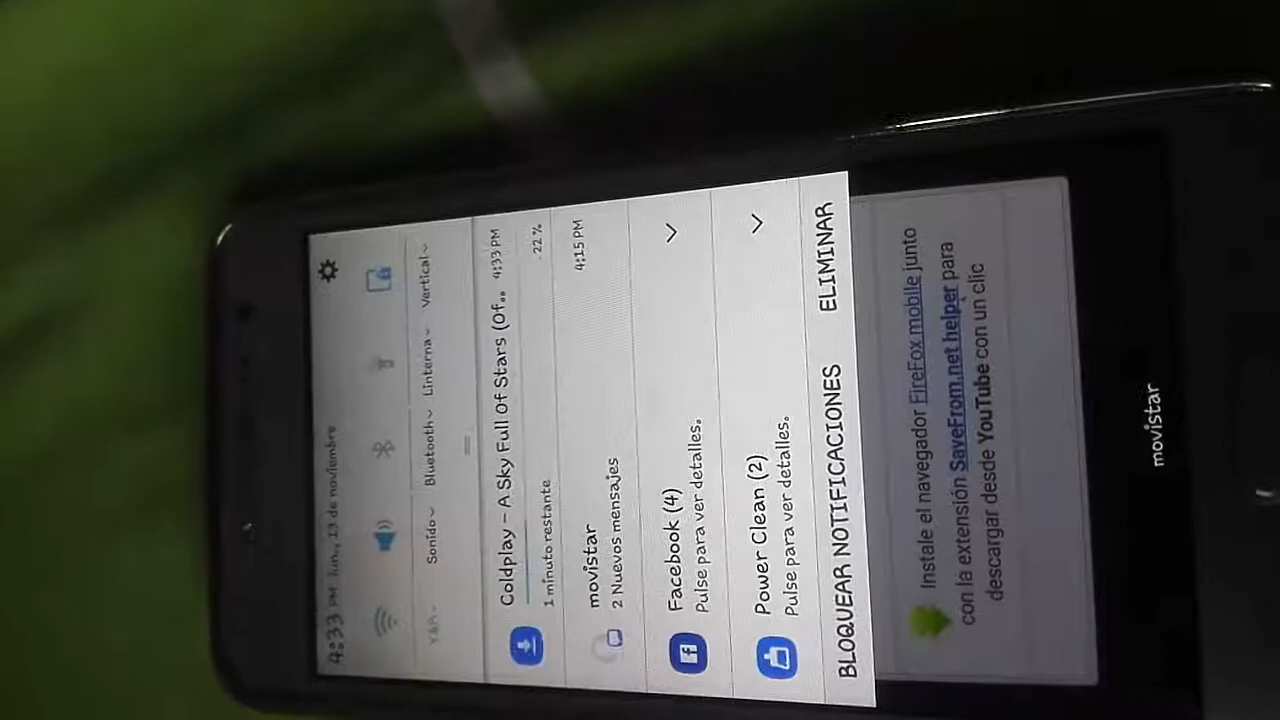 4:33 PM lun., 13 de noviembre
Y&A
Sonido
Bluetooth
Linterna
Vertical
Coldplay - A Sky Full Of Stars (Of..
4:33 PM
1 minuto restante
22 %
movistar
4:15 PM
2 Nuevos mensajes
Facebook (4)
Pulse para ver detalles.
Power Clean (2)
Pulse para ver detalles.
BLOQUEAR NOTIFICACIONES
ELIMINAR
Instale el navegador FireFox mobile junto
con la extensión SaveFrom.net helper para
descargar desde YouTube con un clic
movistar